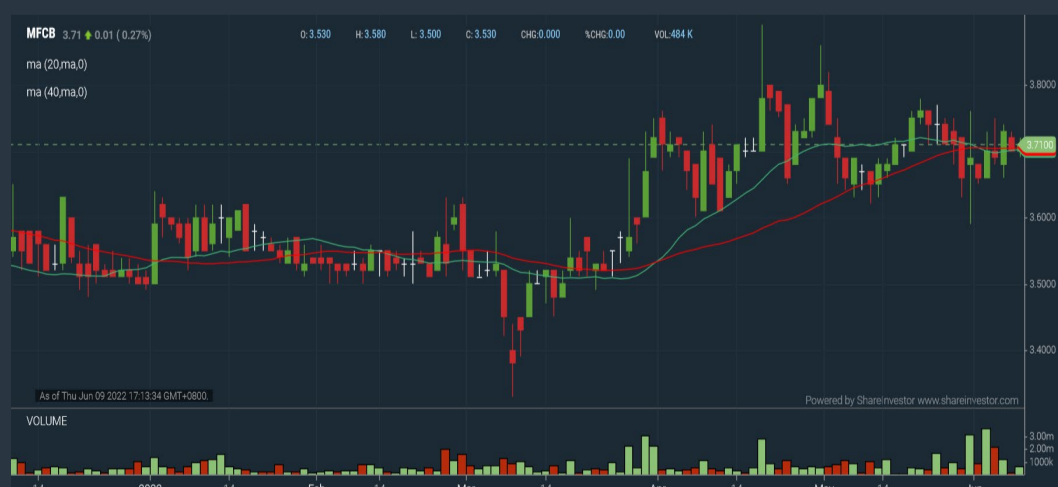 MFCB 3.71 0.01 ( 0.27%) O: 3.530 H: 3.580 L: 3.500 C: 3.530 CHG:0.000 %CHG:0.00 VOL:484 K
ma (20,ma,0)
ma (40,ma,0)
3.8000
3.7100
3.6000
3.5000
3.4000
As of Thu Jun 09 2022 17:13:34 GMT+0800.
Powered by ShareInvestor www.shareinvestor.com
VOLUME
3.00m
2.00m
1000k